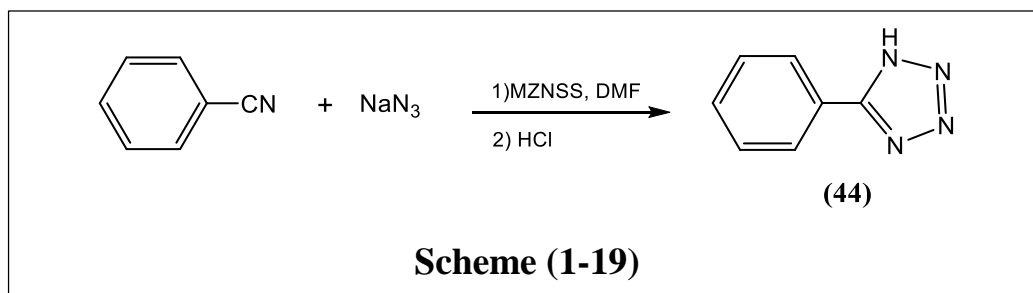 CN
+ NaN3
1)MZNSS, DMF
2) HCl
H
N
N
N
N
(44)
Scheme (1-19)